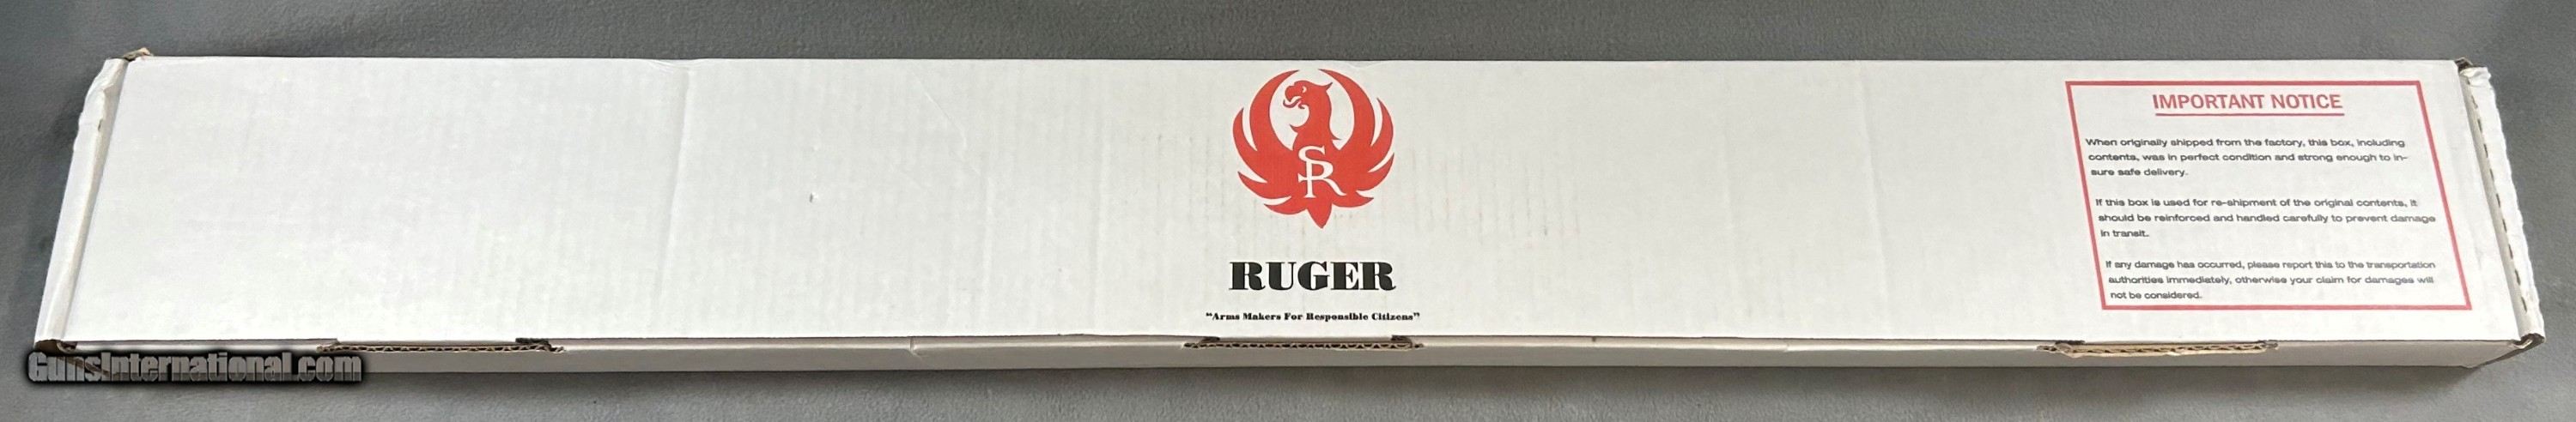 SR
RUGER
"Arms Makers For Responsible Citizens"
IMPORTANT NOTICE
When originally shipped from the factory, this box, including
contents, was in perfect condition and strong enough to in-
sure safe delivery.
If this box is used for re-shipment of the original contents, it
should be reinforced and handled carefully to prevent damage
in transit.
If any damage has occurred, please report this to the transportation
authorities immediately, otherwise your claim for damages will
not be considered.
GunsInternational.com